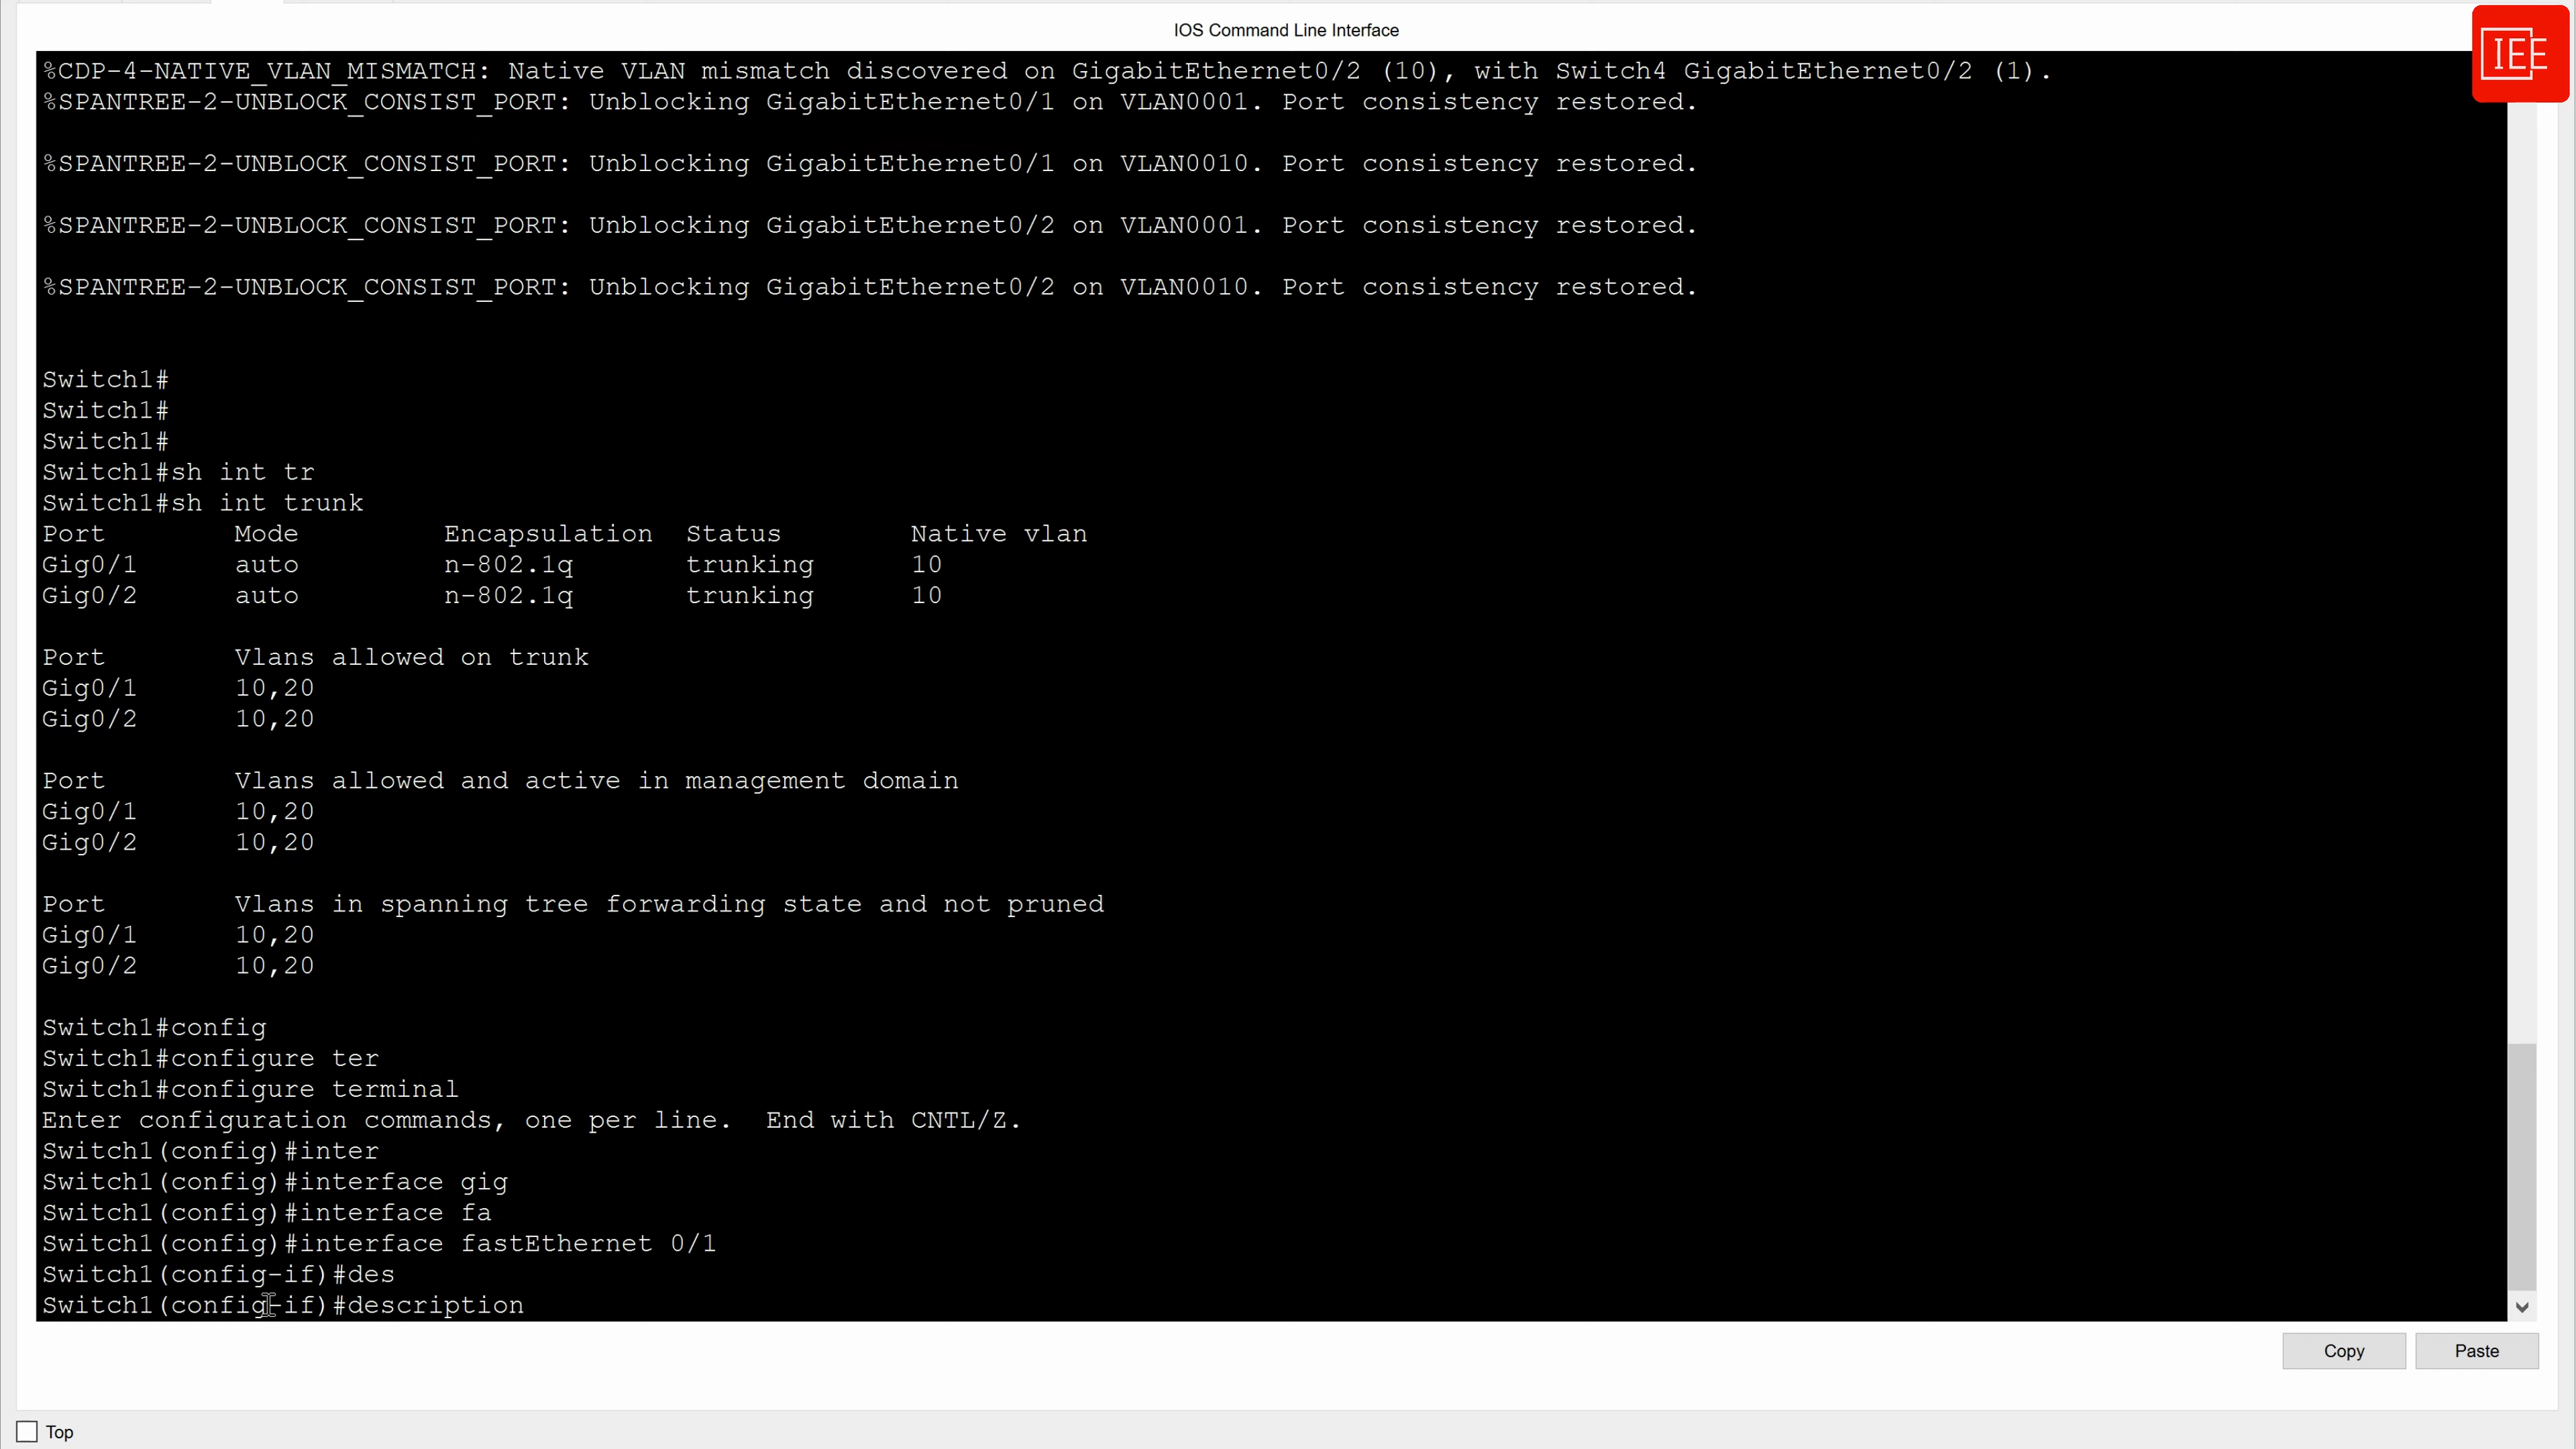 IOS Command Line Interface
IEE
%CDP-4-NATIVE_VLAN_MISMATCH: Native VLAN mismatch discovered on GigabitEthernet0/2 (10), with Switch4 GigabitEthernet0/2 (1).
%SPANTREE-2-UNBLOCK_CONSIST_PORT: Unblocking GigabitEthernet0/1 on VLAN0001. Port consistency restored.
%SPANTREE-2-UNBLOCK_CONSIST_PORT: Unblocking GigabitEthernet0/1 on VLAN0010. Port consistency restored.
%SPANTREE-2-UNBLOCK_CONSIST_PORT: Unblocking GigabitEthernet0/2 on VLAN0001. Port consistency restored.
%SPANTREE-2-UNBLOCK_CONSIST_PORT: Unblocking GigabitEthernet0/2 on VLAN0010. Port consistency restored.
Switch1#
Switch1#
Switch1#
Switch1#sh int tr
Switch1#sh int trunk
Port        Mode         Encapsulation  Status        Native vlan
Gig0/1      auto         n-802.1q       trunking      10
Gig0/2      auto         n-802.1q       trunking      10
Port        Vlans allowed on trunk
Gig0/1      10,20
Gig0/2      10,20
Port        Vlans allowed and active in management domain
Gig0/1      10,20
Gig0/2      10,20
Port        Vlans in spanning tree forwarding state and not pruned
Gig0/1      10,20
Gig0/2      10,20
Switch1#config
Switch1#configure ter
Switch1#configure terminal
Enter configuration commands, one per line.  End with CNTL/Z.
Switch1(config)#inter
Switch1(config)#interface gig
Switch1(config)#interface fa
Switch1(config)#interface fastEthernet 0/1
Switch1(config-if)#des
Switch1(config-if)#description
Copy
Paste
Top